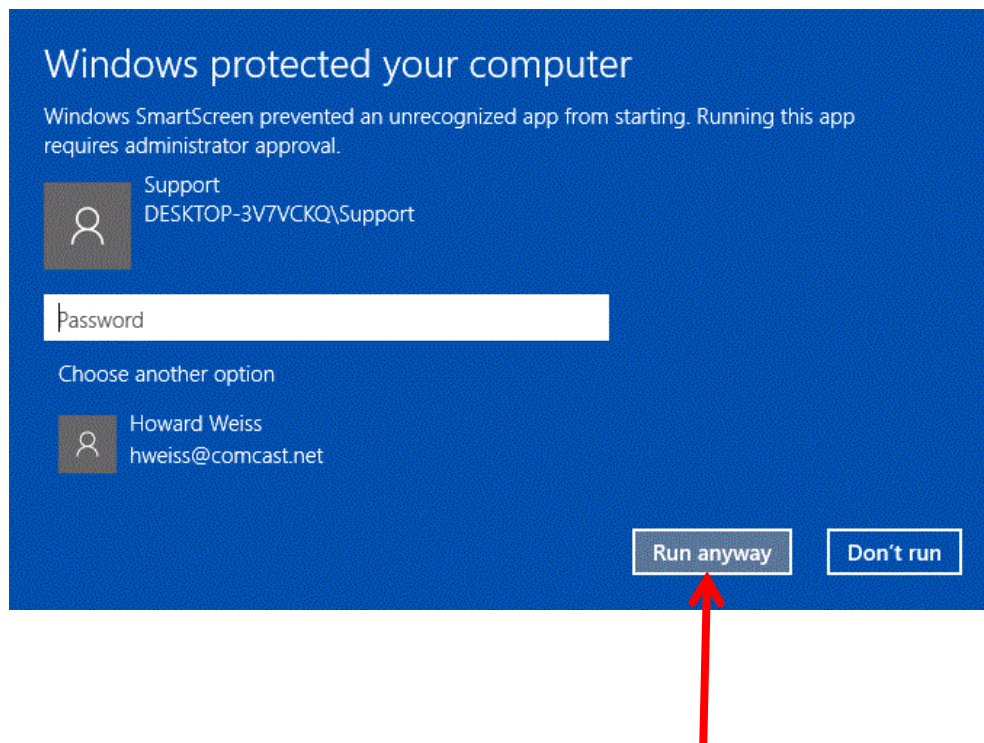 Windows protected your computer
Windows SmartScreen prevented an unrecognized app from starting. Running this app
requires administrator approval.
Support
DESKTOP-3V7VCKQ\Support
Password
Choose another option
Howard Weiss
hweiss@comcast.net
Run anyway
Don't run